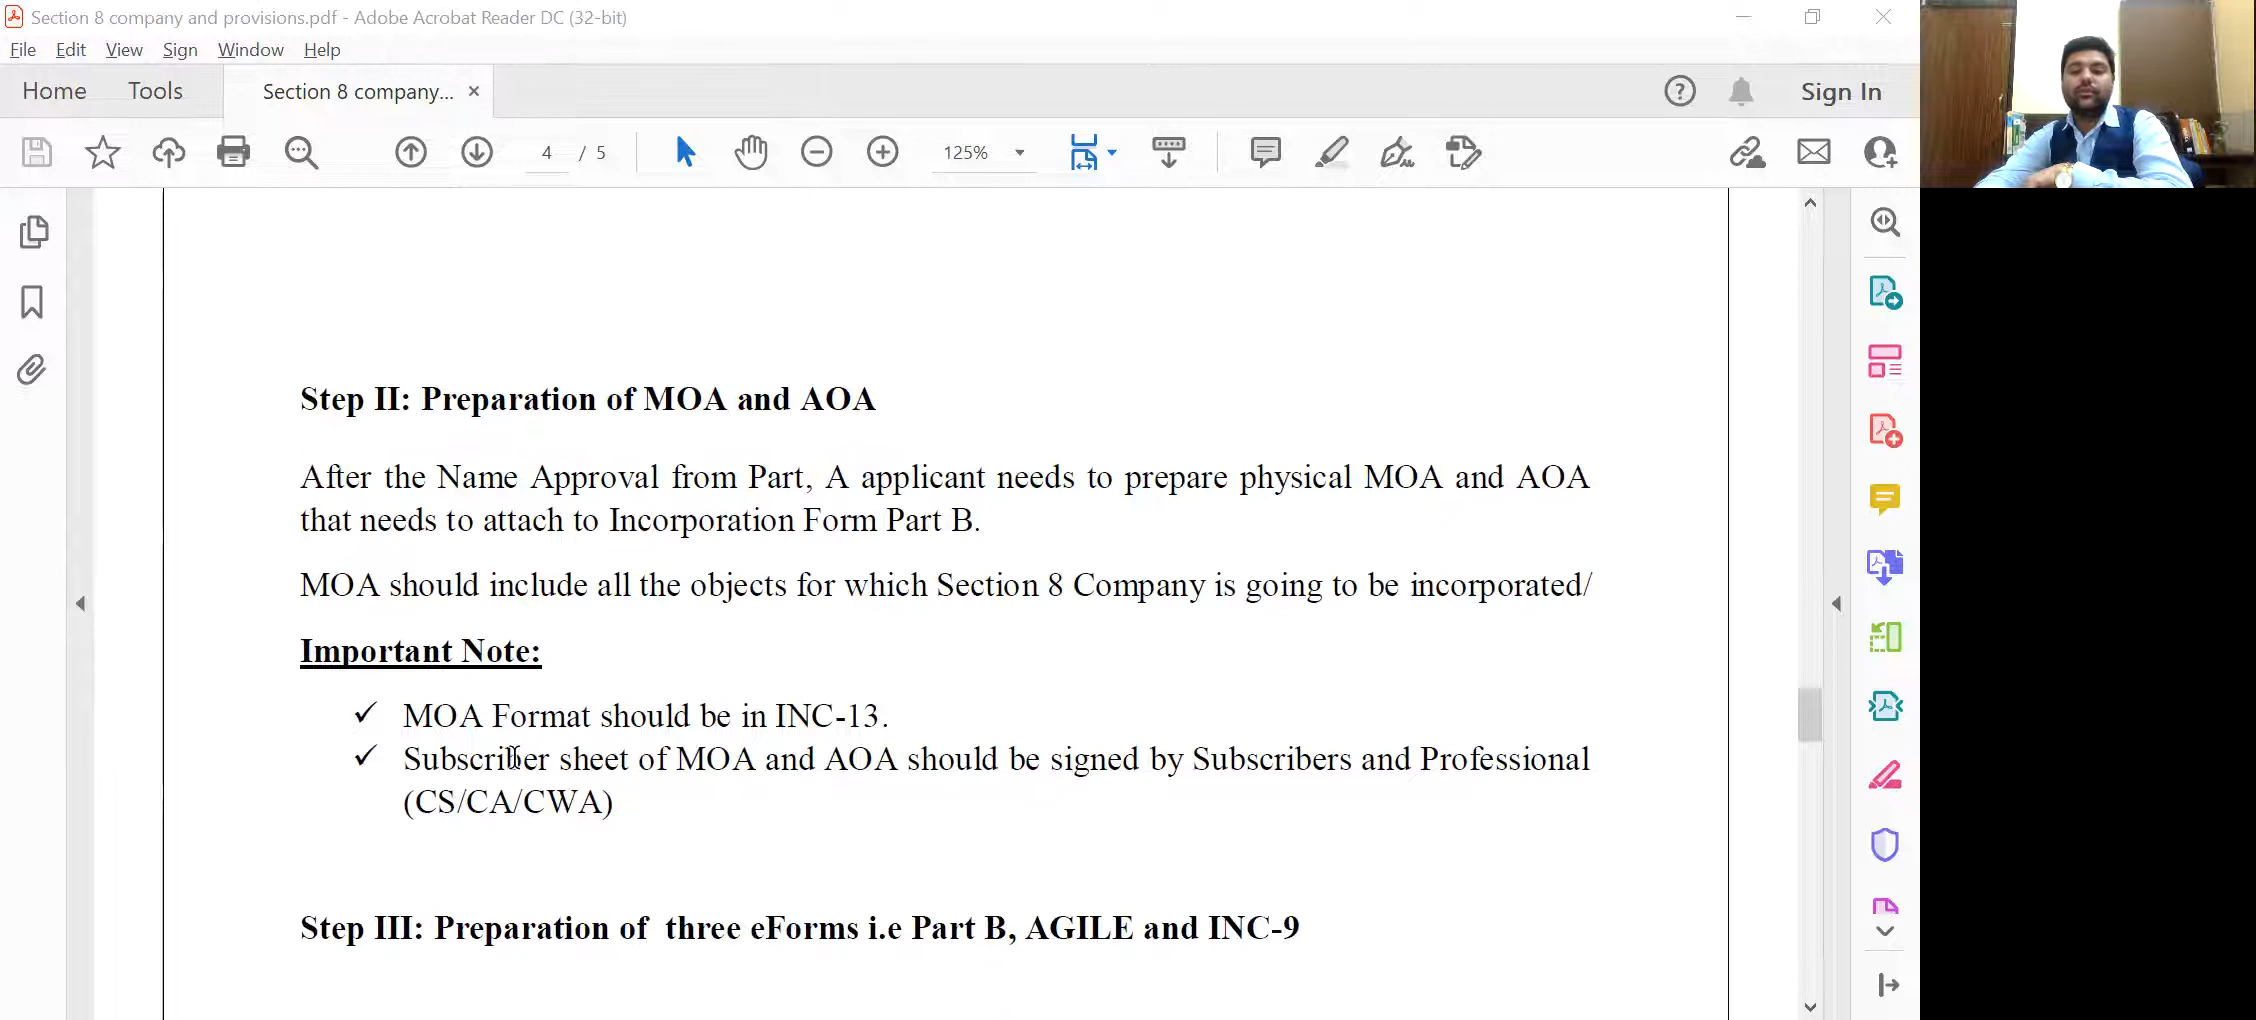 Section 8 company and provisions.pdf - Adobe Acrobat Reader DC (32-bit)
File Edit View Sign Window Help
Home Tools Section 8 company... × Sign In
4 / 5 125%
Step II: Preparation of MOA and AOA
After the Name Approval from Part, A applicant needs to prepare physical MOA and AOA
that needs to attach to Incorporation Form Part B.
MOA should include all the objects for which Section 8 Company is going to be incorporated/
Important Note:
✓ MOA Format should be in INC-13.
✓ Subscriber sheet of MOA and AOA should be signed by Subscribers and Professional
(CS/CA/CWA)
Step III: Preparation of three eForms i.e Part B, AGILE and INC-9